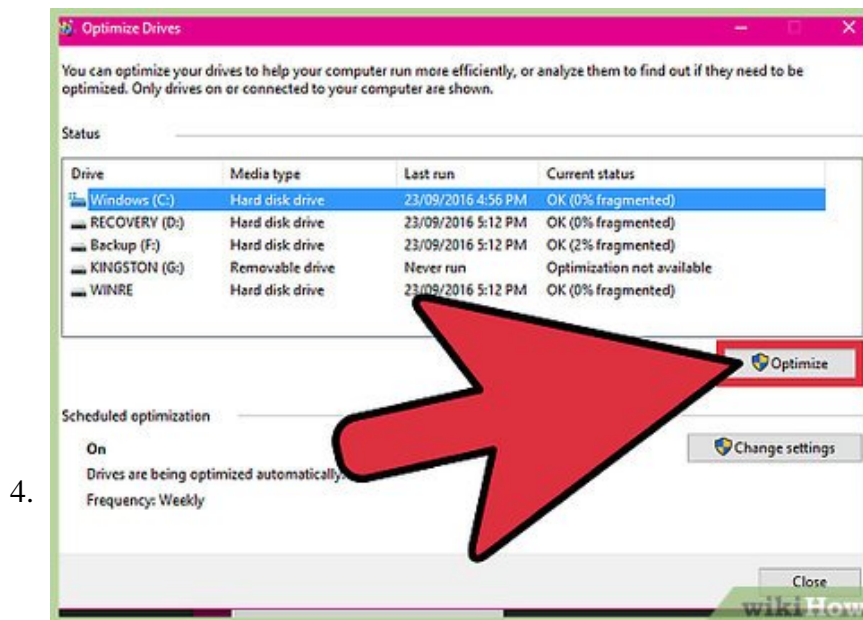 Optimize Drives
You can optimize your drives to help your computer run more efficiently, or analyze them to find out if they need to be
optimized. Only drives on or connected to your computer are shown.
Status
Drive Media type Last run Current status
Windows (C:) Hard disk drive 23/09/2016 4:56 PM OK (0% fragmented)
RECOVERY (D:) Hard disk drive 23/09/2016 5:12 PM OK (0% fragmented)
Backup (F:) Hard disk drive 23/09/2016 5:12 PM OK (2% fragmented)
KINGSTON (G:) Removable drive Never run Optimization not available
WINRE Hard disk drive 23/09/2016 5:12 PM OK (0% fragmented)
Optimize
Scheduled optimization
On
Change settings
Drives are being optimized automatically.
4.
Frequency: Weekly
Close
wikiHow